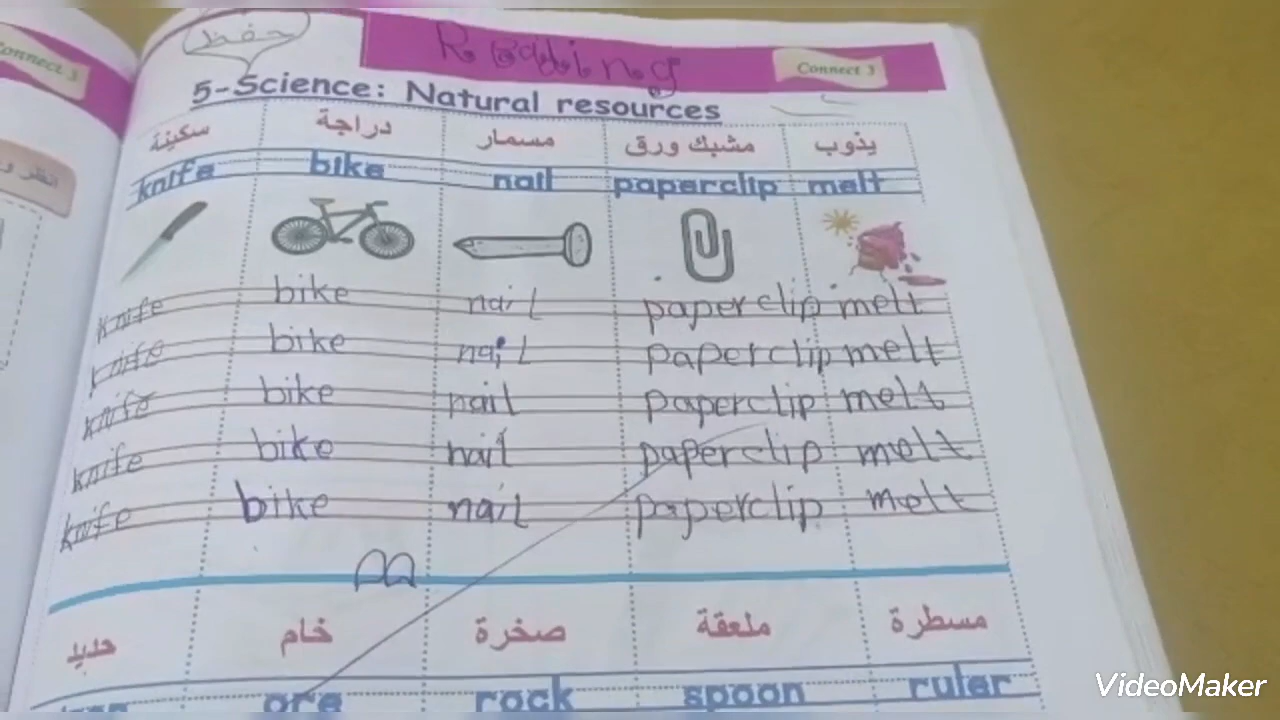 onnect 3
حفظ
Reading
Connect 3
5-Science: Natural resources
انظر و
سكينة دراجة مسمار مشبك ورق يذوب
knife bike nail paperclip melt
knife bike nail paperclip melt
knife bike nail paperclip melt
knife bike nail paperclip melt
knife bike nail paperclip melt
knife bike nail paperclip melt
حديد خام صخرة ملعقة مسطرة
ore rock spoon ruler
VideoMaker